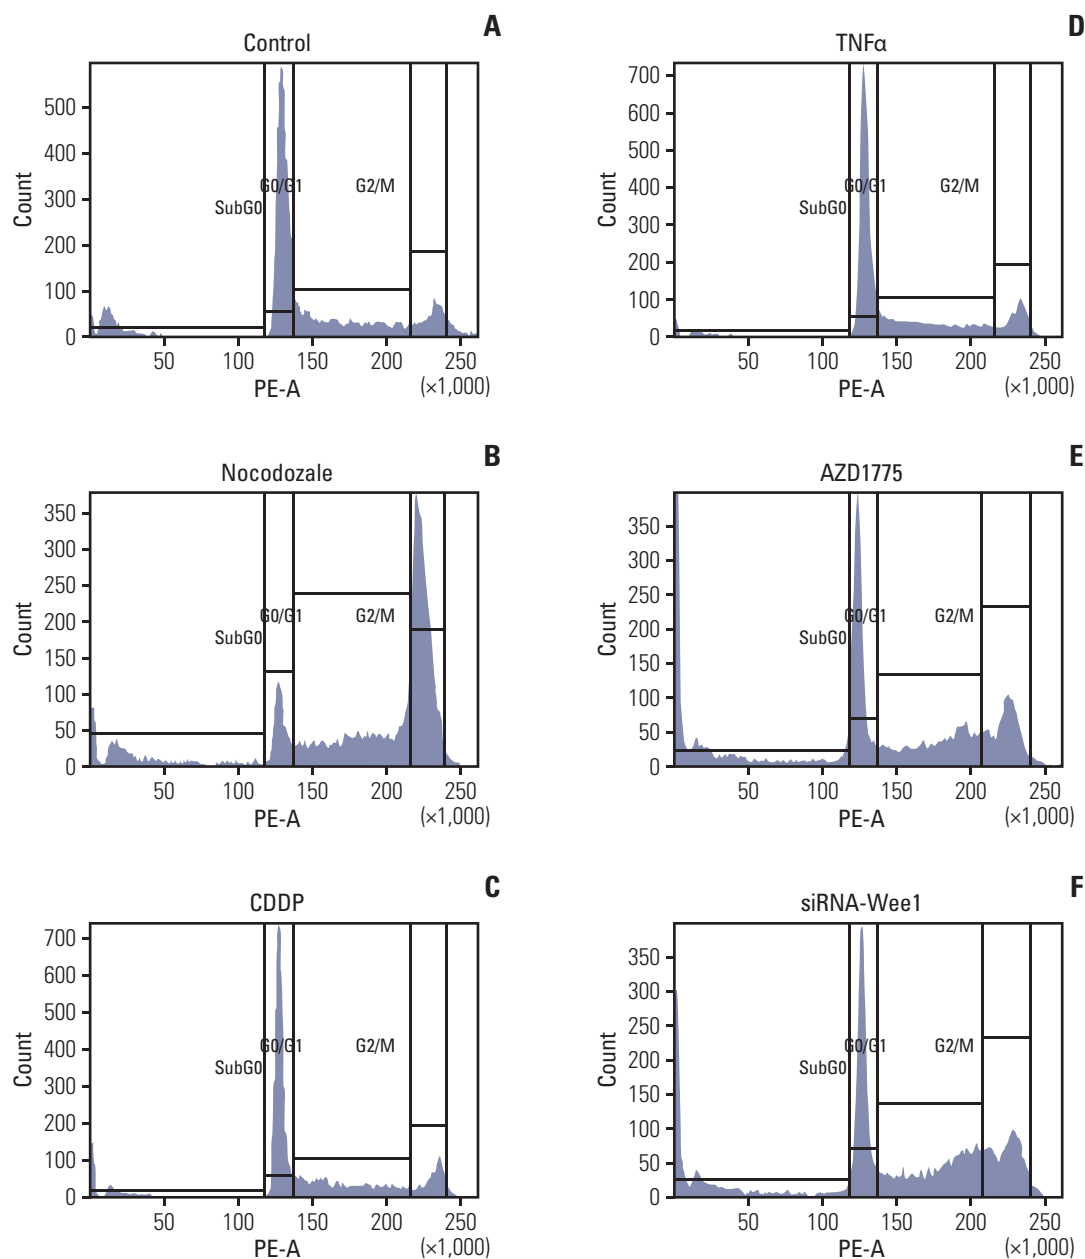 A
Control
500
400
300
200
100
0
Count
SubG0
G0/G1
G2/M
50
100
150
200
250
PE-A
(×1,000)
D
TNFα
700
600
500
400
300
200
100
0
Count
SubG0
G0/G1
G2/M
50
100
150
200
250
PE-A
(×1,000)
B
Nocodozale
350
300
250
200
150
100
50
0
Count
SubG0
G0/G1
G2/M
50
100
150
200
250
PE-A
(×1,000)
E
AZD1775
350
300
250
200
150
100
50
0
Count
SubG0
G0/G1
G2/M
50
100
150
200
250
PE-A
(×1,000)
C
CDDP
700
600
500
400
300
200
100
0
Count
SubG0
G0/G1
G2/M
50
100
150
200
250
PE-A
(×1,000)
F
siRNA-Wee1
350
300
250
200
150
100
50
0
Count
SubG0
G0/G1
G2/M
50
100
150
200
250
PE-A
(×1,000)